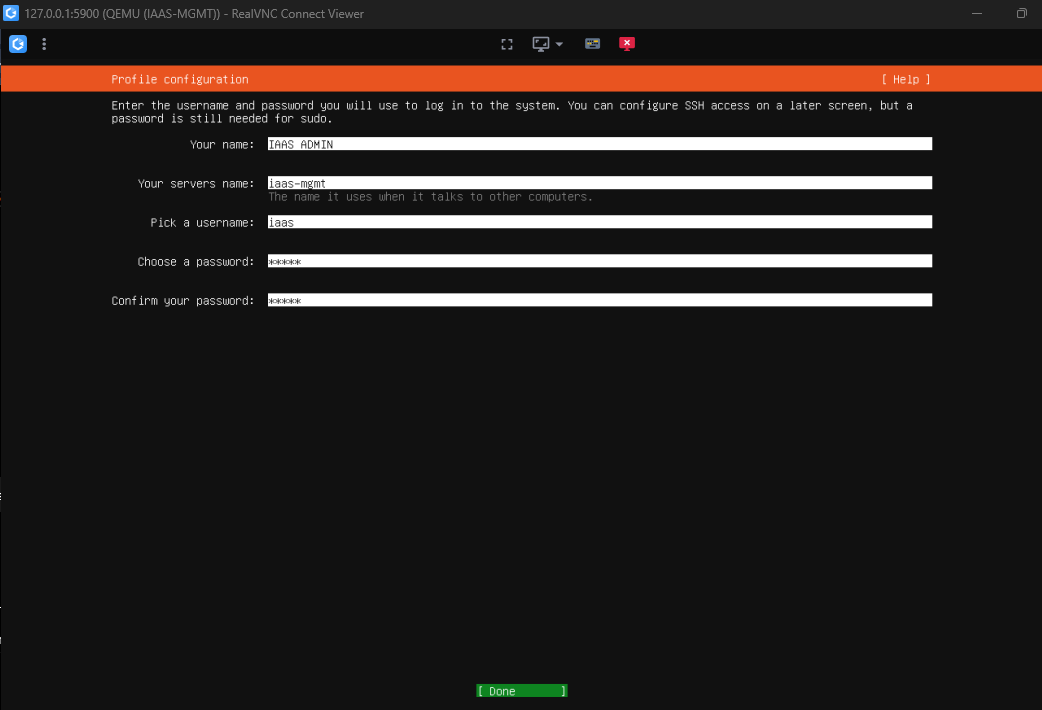 127.0.0.1:5900 (QEMU (IAAS-MGMT)) - RealVNC Connect Viewer
Profile configuration [ Help ]
Enter the username and password you will use to log in to the system. You can configure SSH access on a later screen, but a
password is still needed for sudo.
Your name: IAAS ADMIN
Your servers name: iaas-mgmt
The name it uses when it talks to other computers.
Pick a username: iaas
Choose a password: *****
Confirm your password: *****
[ Done ]